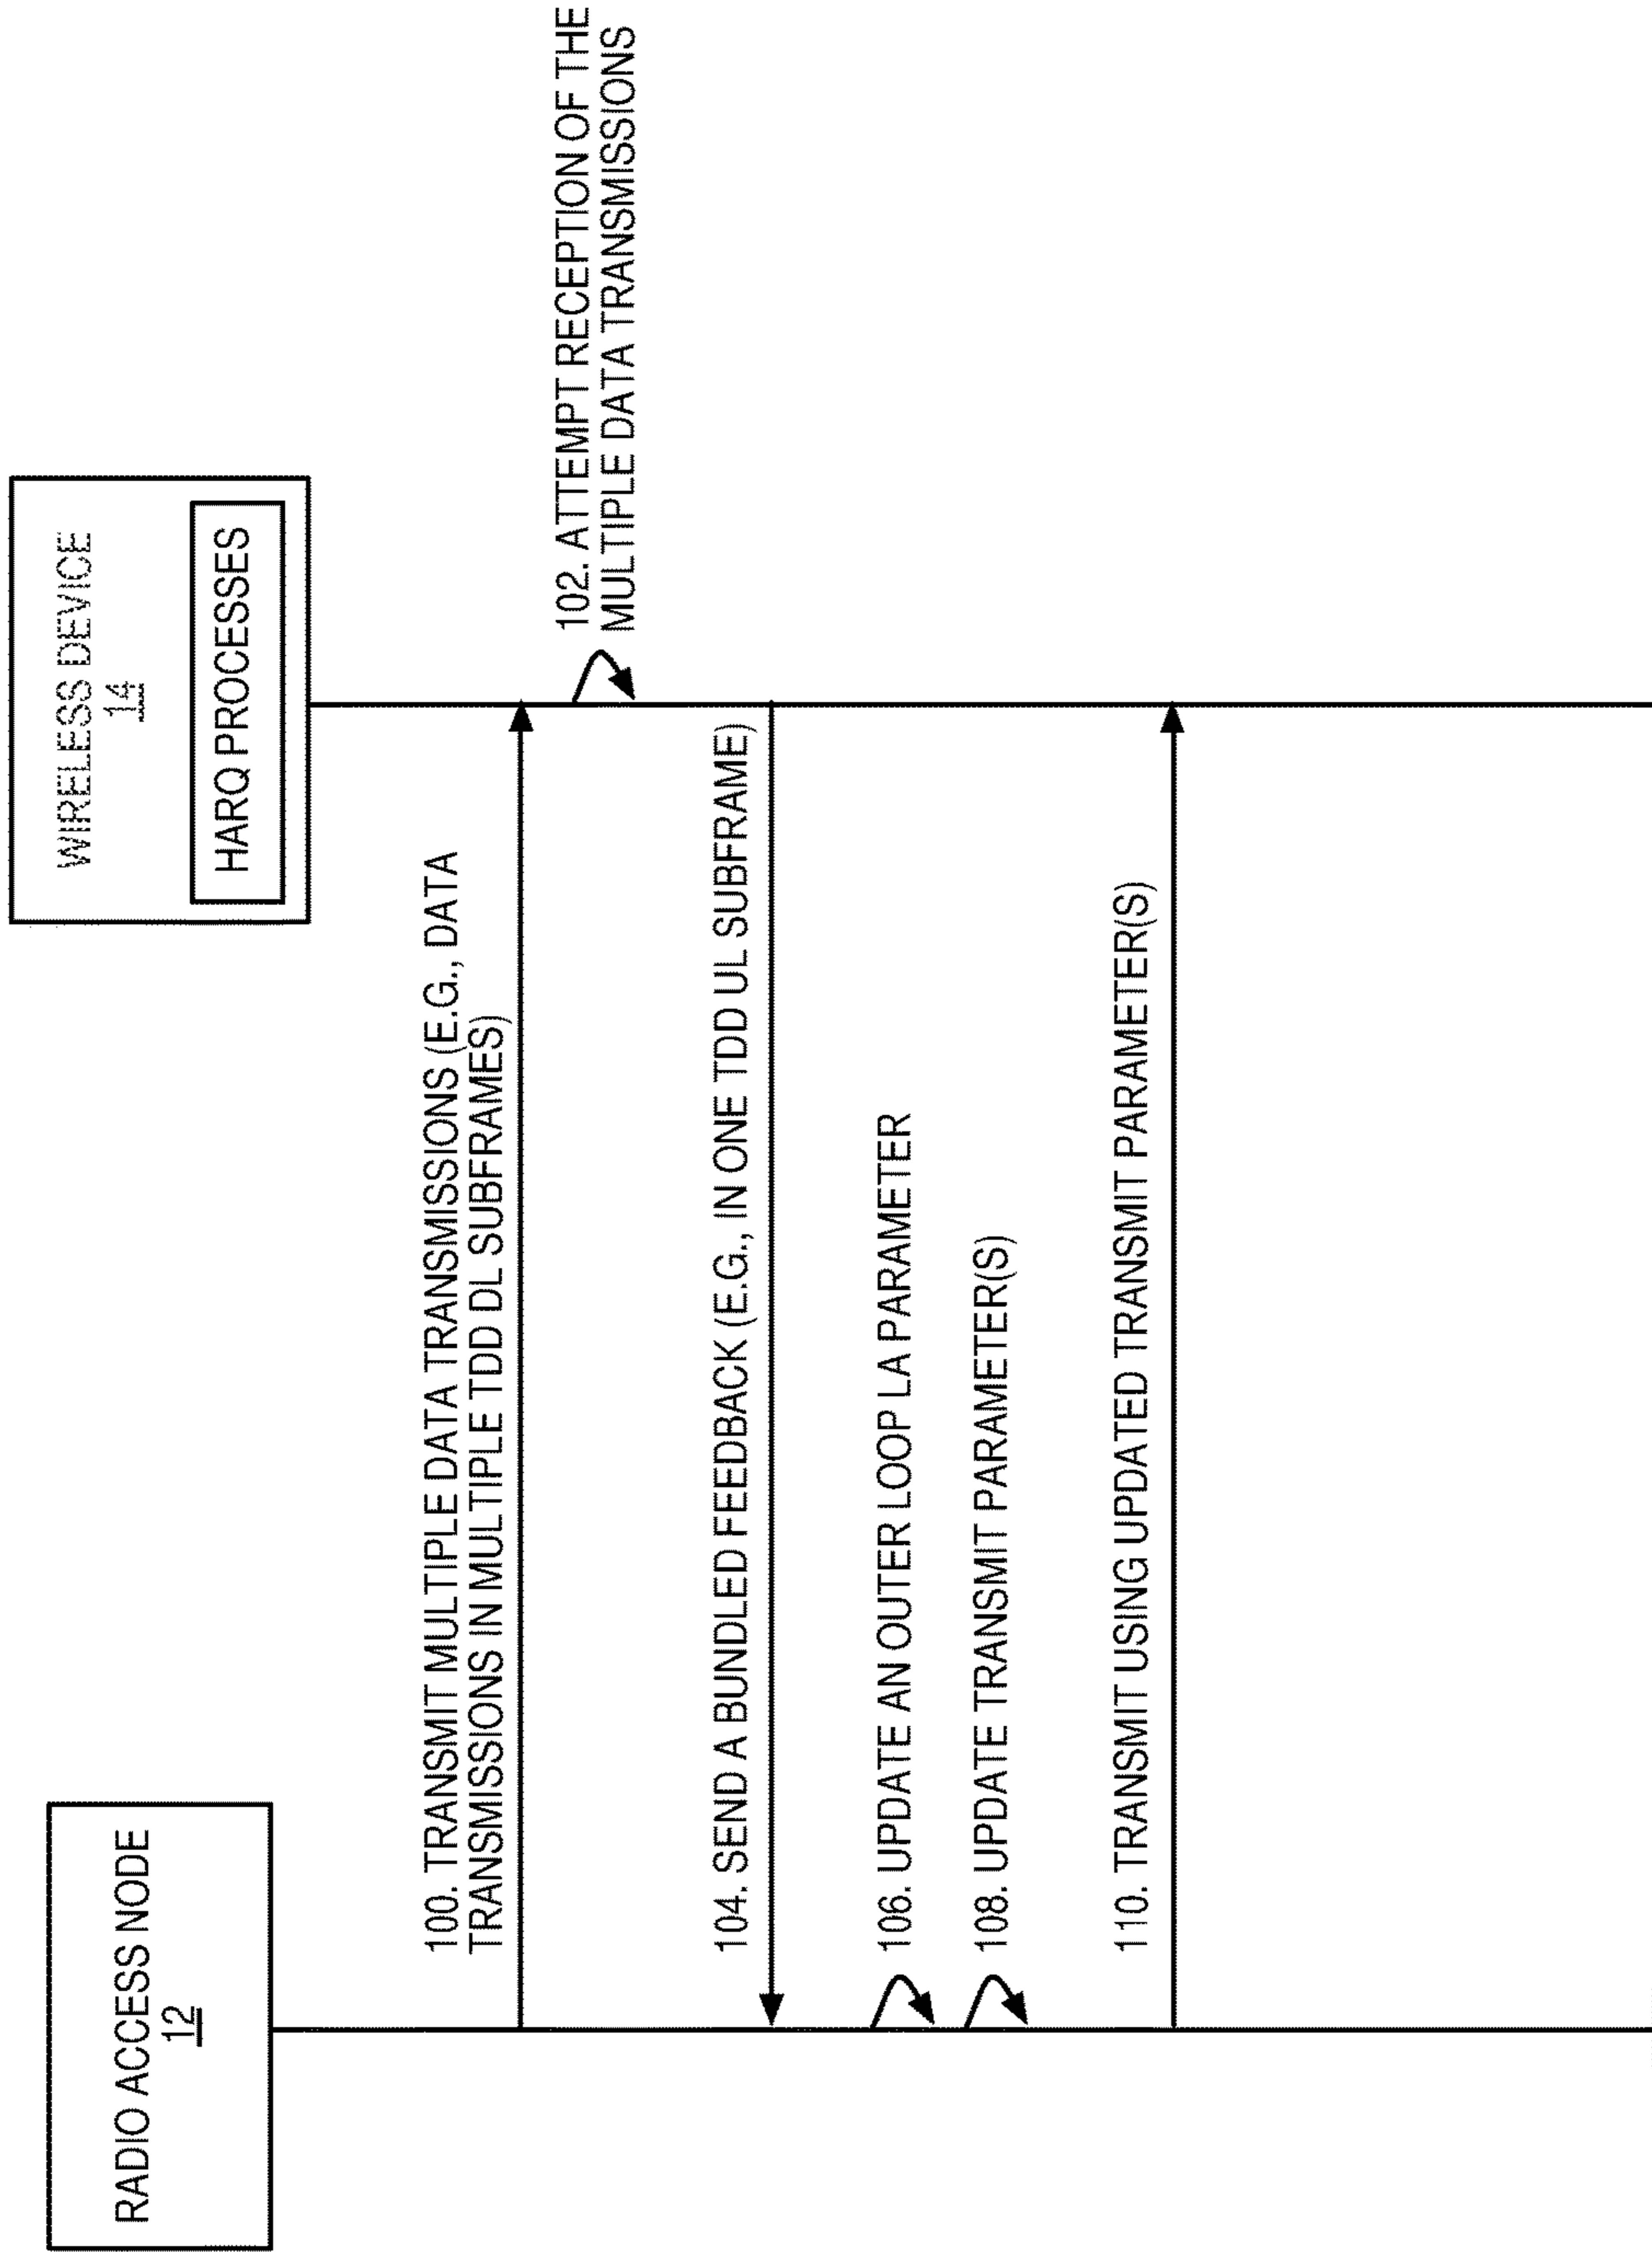 RADIO ACCESS NODE
12
WIRELESS DEVICE
14
HARQ PROCESSES
100. TRANSMIT MULTIPLE DATA TRANSMISSIONS (E.G., DATA
TRANSMISSIONS IN MULTIPLE TDD DL SUBFRAMES)
102. ATTEMPT RECEPTION OF THE
MULTIPLE DATA TRANSMISSIONS
104. SEND A BUNDLED FEEDBACK (E.G., IN ONE TDD UL SUBFRAME)
106. UPDATE AN OUTER LOOP LA PARAMETER
108. UPDATE TRANSMIT PARAMETER(S)
110. TRANSMIT USING UPDATED TRANSMIT PARAMETER(S)